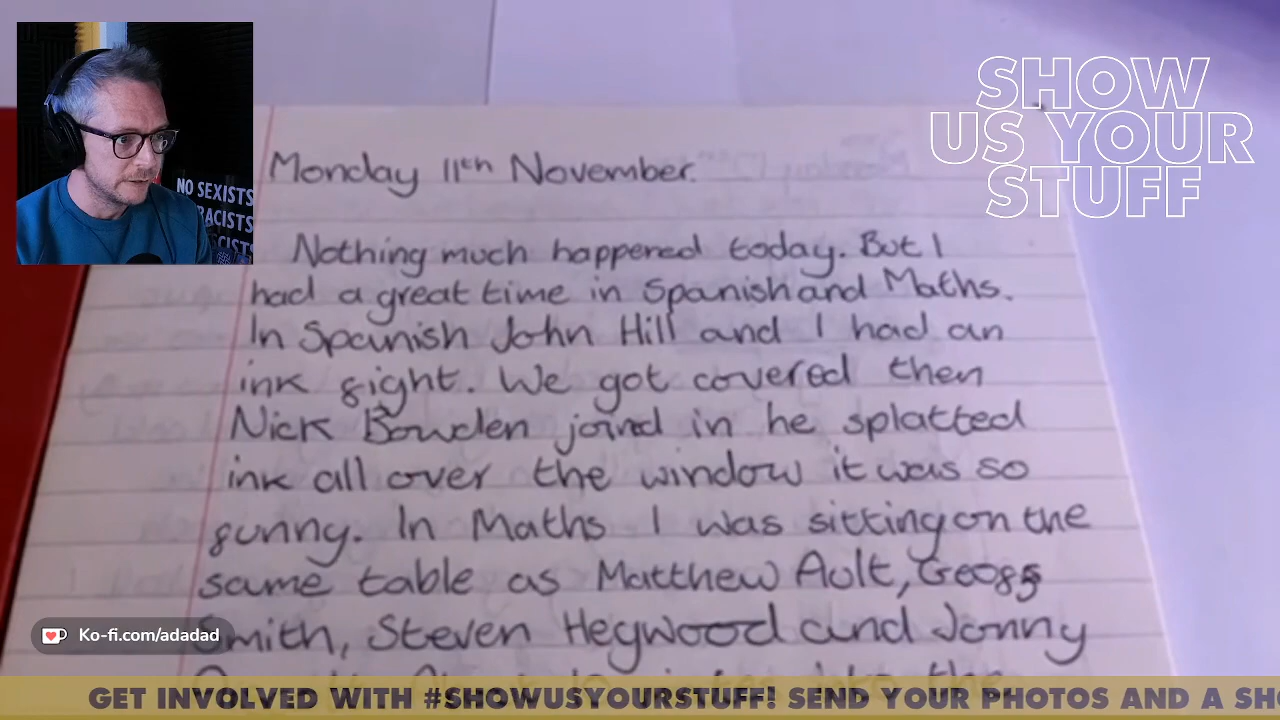 SHOW
US YOUR
STUFF
NO SEXISTS
RACISTS
Monday 11th November.
Nothing much happened today. But I
had a great time in Spanish and Maths.
In Spanish John Hill and I had an
ink fight. We got covered then
Nick Bowden joined in he splatted
ink all over the window it was so
funny. In Maths I was sitting on the
same table as Matthew Ault, Geoff
Smith, Steven Heywood and Jonny
into the
Ko-fi.com/adadad
GET INVOLVED WITH #SHOWUSYOURSTUFF! SEND YOUR PHOTOS AND A SH